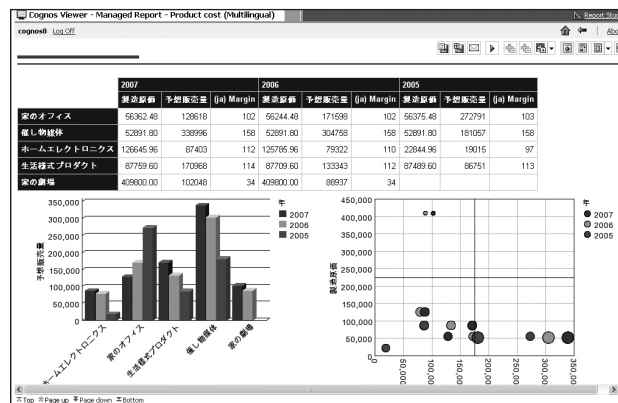 Cognos Viewer - Managed Report - Product cost (Multilingual)
Report Stud
cognos8 Log Off
Abo
2007 2006 2005
製造原価 予想販売量 (ja) Margin 製造原価 予想販売量 (ja) Margin 製造原価 予想販売量 (ja) Margin
家のオフィス 56362.48 128618 102 56244.48 171598 102 56375.48 272791 103
催し物媒体 52891.80 338996 158 52891.80 304758 158 52891.80 181057 158
ホームエレクトロニクス 126645.96 87403 112 125785.96 79322 110 22844.96 19015 97
生活様式プロダクト 87759.60 170968 114 87709.60 133343 112 87489.60 86751 113
家の劇場 409800.00 102048 34 409800.00 88937 34
予想販売量
350,000
300,000
250,000
200,000
150,000
100,000
50,000
0
ホームエレクトロニクス
家のオフィス
生活様式プロダクト
催し物媒体
家の劇場
年
2007
2006
2005
製造原価
450,000
400,000
350,000
300,000
250,000
200,000
150,000
100,000
50,000
0
0
50,000
100,000
150,000
200,000
250,000
300,000
350,00
年
2007
2006
2005
Top Page up Page down Bottom